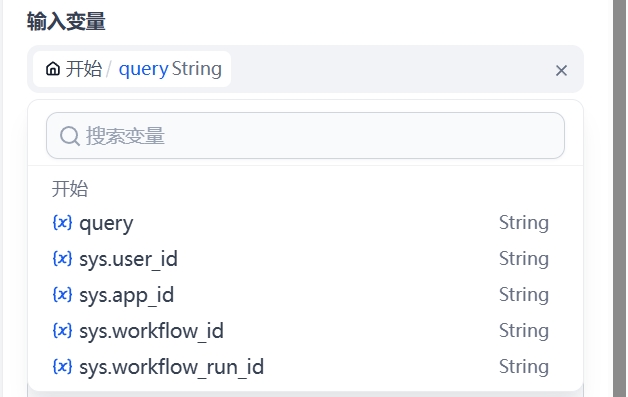 输入变量
开始 / query String
搜索变量
开始
{x} query String
{x} sys.user_id String
{x} sys.app_id String
{x} sys.workflow_id String
{x} sys.workflow_run_id String